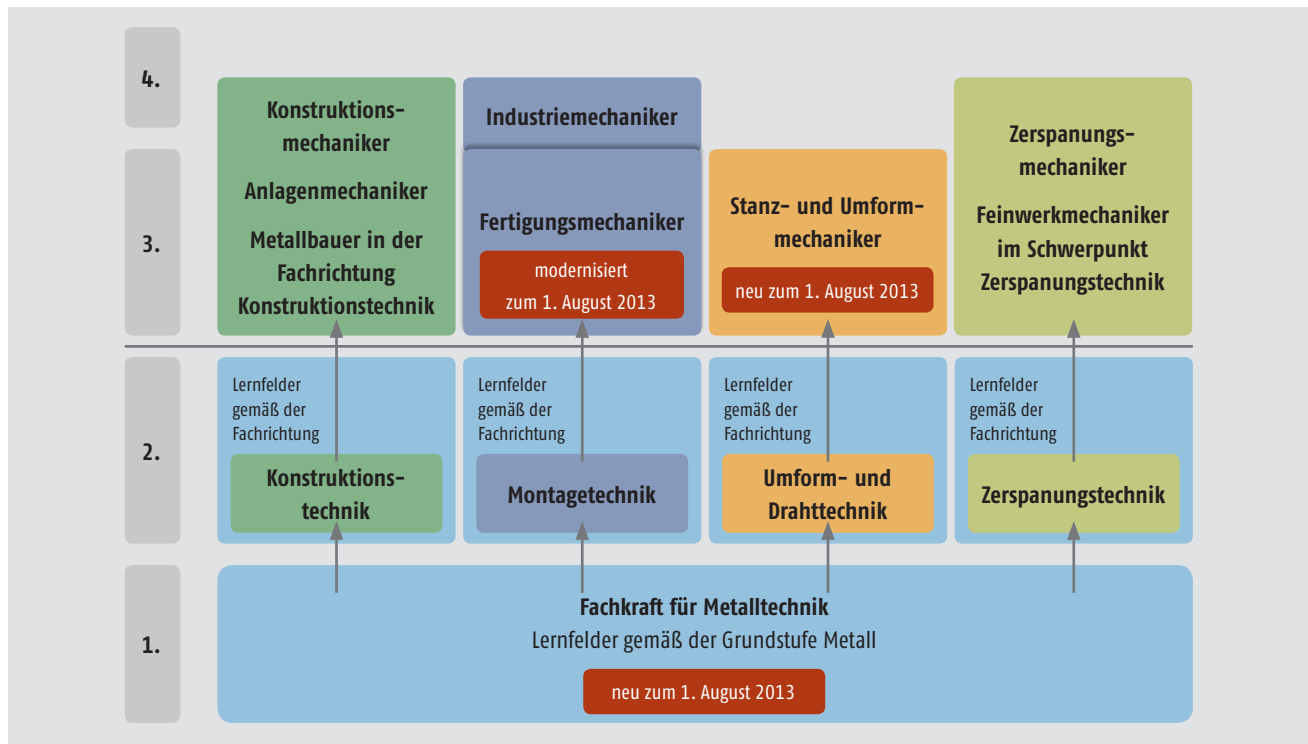 4.
Konstruktions-
mechaniker
Anlagenmechaniker
Metallbauer in der
Fachrichtung
Konstruktionstechnik
Industriemechaniker
Fertigungsmechaniker
modernisiert
zum 1. August 2013
Stanz- und Umform-
mechaniker
neu zum 1. August 2013
Zerspanungs-
mechaniker
Feinwerkmechaniker
im Schwerpunkt
Zerspanungstechnik
3.
2.
Lernfelder
gemäß der
Fachrichtung
Konstruktions-
technik
Lernfelder
gemäß der
Fachrichtung
Montagetechnik
Lernfelder
gemäß der
Fachrichtung
Umform- und
Drahttechnik
Lernfelder
gemäß der
Fachrichtung
Zerspanungstechnik
1.
Fachkraft für Metalltechnik
Lernfelder gemäß der Grundstufe Metall
neu zum 1. August 2013